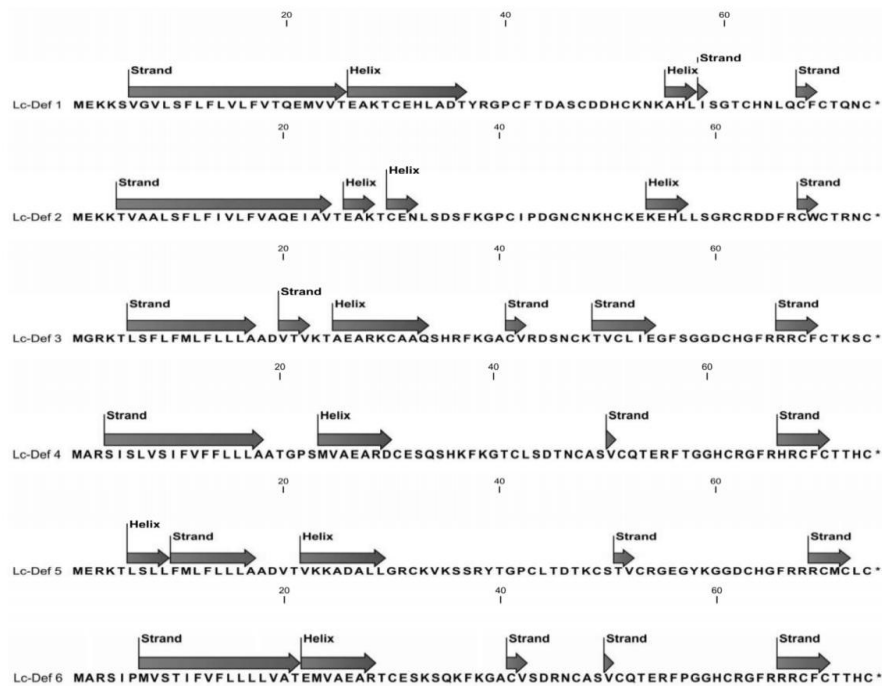 20 40 60
Strand
Strand Helix Helix Strand
Lc-Def 1 MEKKSVGVLSFLFLVLFVTQEMVVTEAKTCEHLADTYRGPCFTDASCDDHCKNKAHLISGTCHNLQCFCTQNC*
20 40 60
Helix
Strand Helix Helix Strand
Lc-Def 2 MEKKTVAALSFLFIVLFVAQEIAVTEAKTCENLSDSFKGPCIPDGNCNKHCKEKEHLLSGRCRDDFRCWCTRNC*
20 40 60
Strand
Strand Helix Strand Strand Strand
Lc-Def 3 MGRKTLSFLFMLFLLLAADVTVKTAEARKCAAQSHRFKGACVRDSNCKTVCLIEGFSGGDCHGFRRRCFCTKSC*
20 40 60
Strand Helix Strand Strand
Lc-Def 4 MARSISLVSIFVFFLLLAATGPSMVAEARDCESQSHKFKGTCLSDTNCASVCQTERFTGGHCRGFRHRCFCTTHC*
20 40 60
Helix
Strand Helix Strand Strand
Lc-Def 5 MERKTLSLLFMLFLLLAADVTVKKADALLGRCKVKSSRYTGPCLTDTKCSTVCRGEGYKGGDCHGFRRRCMCLC*
20 40 60
Strand Helix Strand Strand Strand
Lc-Def 6 MARSIPMVSTIFVFLLLLVATEMVAEARTCESKSQKFKGACVSDRNCASVCQTERFPGGHCRGFRRRCFCTTHC*